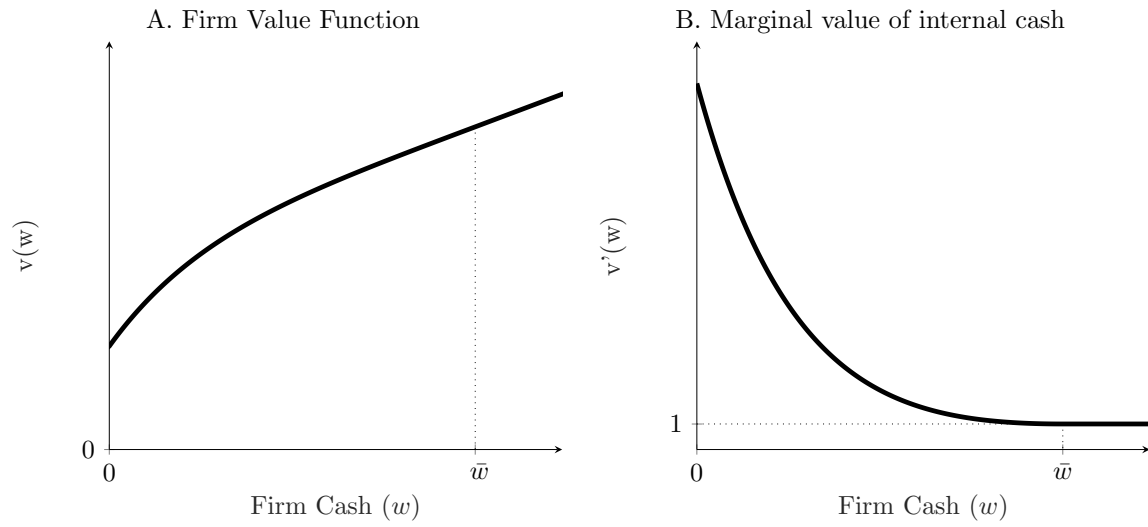 A. Firm Value Function
v(w)
0
0
w̄
Firm Cash (w)
B. Marginal value of internal cash
v'(w)
1
0
w̄
Firm Cash (w)